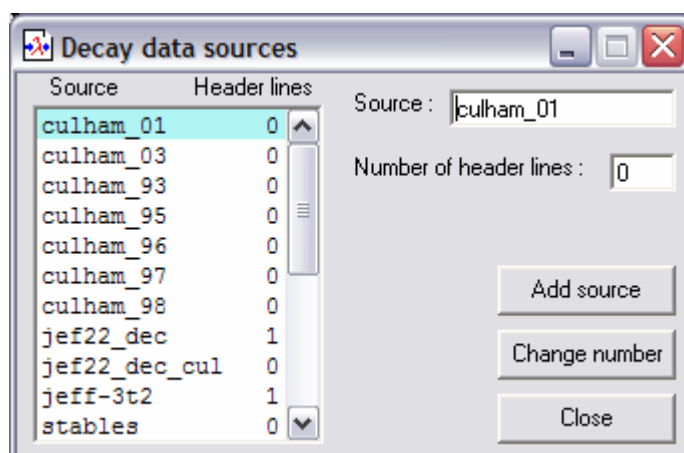 Decay data sources
Source Header lines
culham_01 0
culham_03 0
culham_93 0
culham_95 0
culham_96 0
culham_97 0
culham_98 0
jef22_dec 1
jef22_dec_cul 0
jeff-3t2 1
stables 0
Source : culham_01
Number of header lines : 0
Add source
Change number
Close